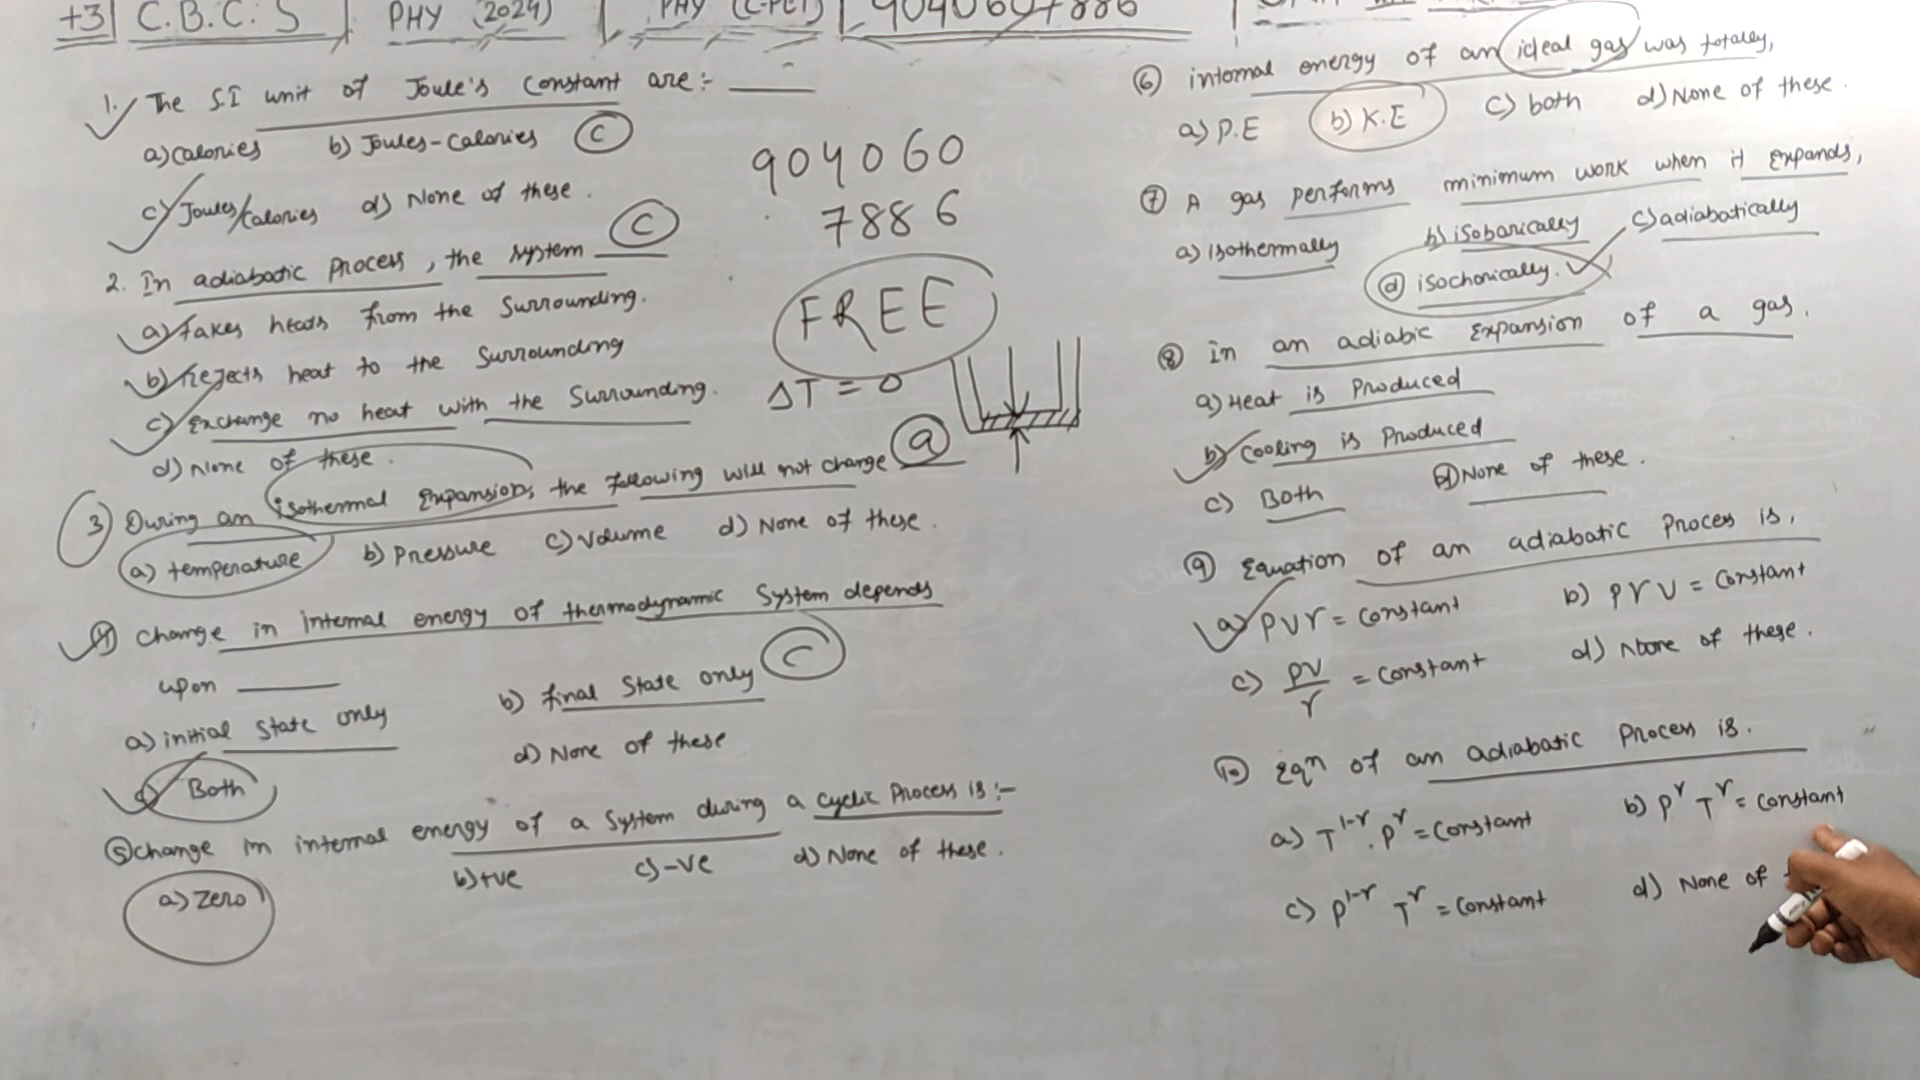 +3 C.B.C.S PHY (2024) PHY (C-PET) 9040607886
1. The S.I unit of Joule's Constant are :- ____
a) Calories b) Joules-Calories C
c) Joules/Calories d) None of these.
2. In adiabatic Process, the system ____ C
a) takes heats from the Surrounding.
b) rejects heat to the Surrounding
c) Exchange no heat with the Surrounding.
d) None of these.
3) During an isothermal Expansion, the following will not change a
a) temperature b) Pressure c) Volume d) None of these.
4) Change in internal energy of thermodynamic System depends
upon ____
a) initial State only b) final State only C
c) Both d) None of these
5) Change in internal energy of a System during a cyclic Process is :-
a) Zero b) +ve c) -ve d) None of these.
904060
7886
FREE
ΔT = 0
6) internal energy of an ideal gas was totally,
a) P.E b) K.E c) both d) None of these.
7) A gas performs minimum work when it expands,
a) isothermally b) isobarically c) adiabatically
d) isochorically.
8) In an adiabic Expansion of a gas.
a) Heat is Produced
b) Cooling is Produced
c) Both d) None of these.
9) Equation of an adiabatic Process is,
a) PVr = Constant b) PrV = Constant
c) PV/r = Constant d) None of these.
10) Eqn of an adiabatic Process is.
a) T^1-r . P^r = Constant b) P^r T^r = Constant
c) P^1-r T^r = Constant d) None of